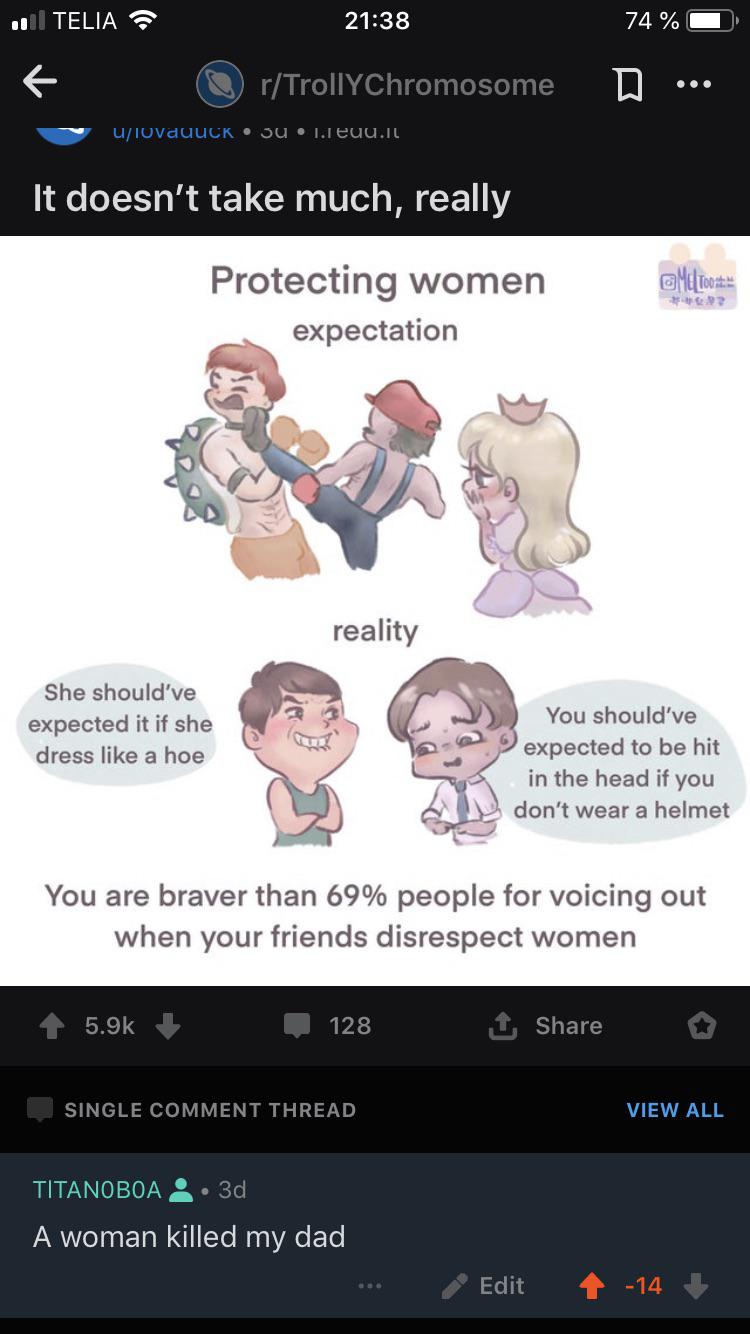 TELIA 21:38 74 %
r/TrollYChromosome
u/lovaduck • 3d • i.redd.it
It doesn’t take much, really
Protecting women
expectation
reality
She should’ve
expected it if she
dress like a hoe
You should’ve
expected to be hit
in the head if you
don’t wear a helmet
You are braver than 69% people for voicing out
when your friends disrespect women
5.9k 128 Share
SINGLE COMMENT THREAD VIEW ALL
TITAN0B0A • 3d
A woman killed my dad
Edit -14